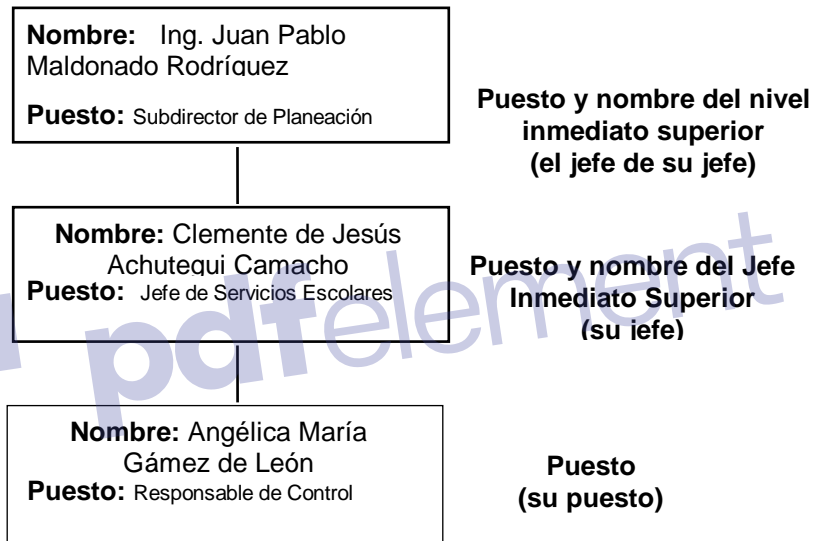 Nombre: Ing. Juan Pablo
Maldonado Rodríguez
Puesto: Subdirector de Planeación
Puesto y nombre del nivel
inmediato superior
(el jefe de su jefe)
Nombre: Clemente de Jesús
Achutegui Camacho
Puesto: Jefe de Servicios Escolares
Puesto y nombre del Jefe
Inmediato Superior
(su jefe)
pdfelement
Nombre: Angélica María
Gámez de León
Puesto: Responsable de Control
Puesto
(su puesto)